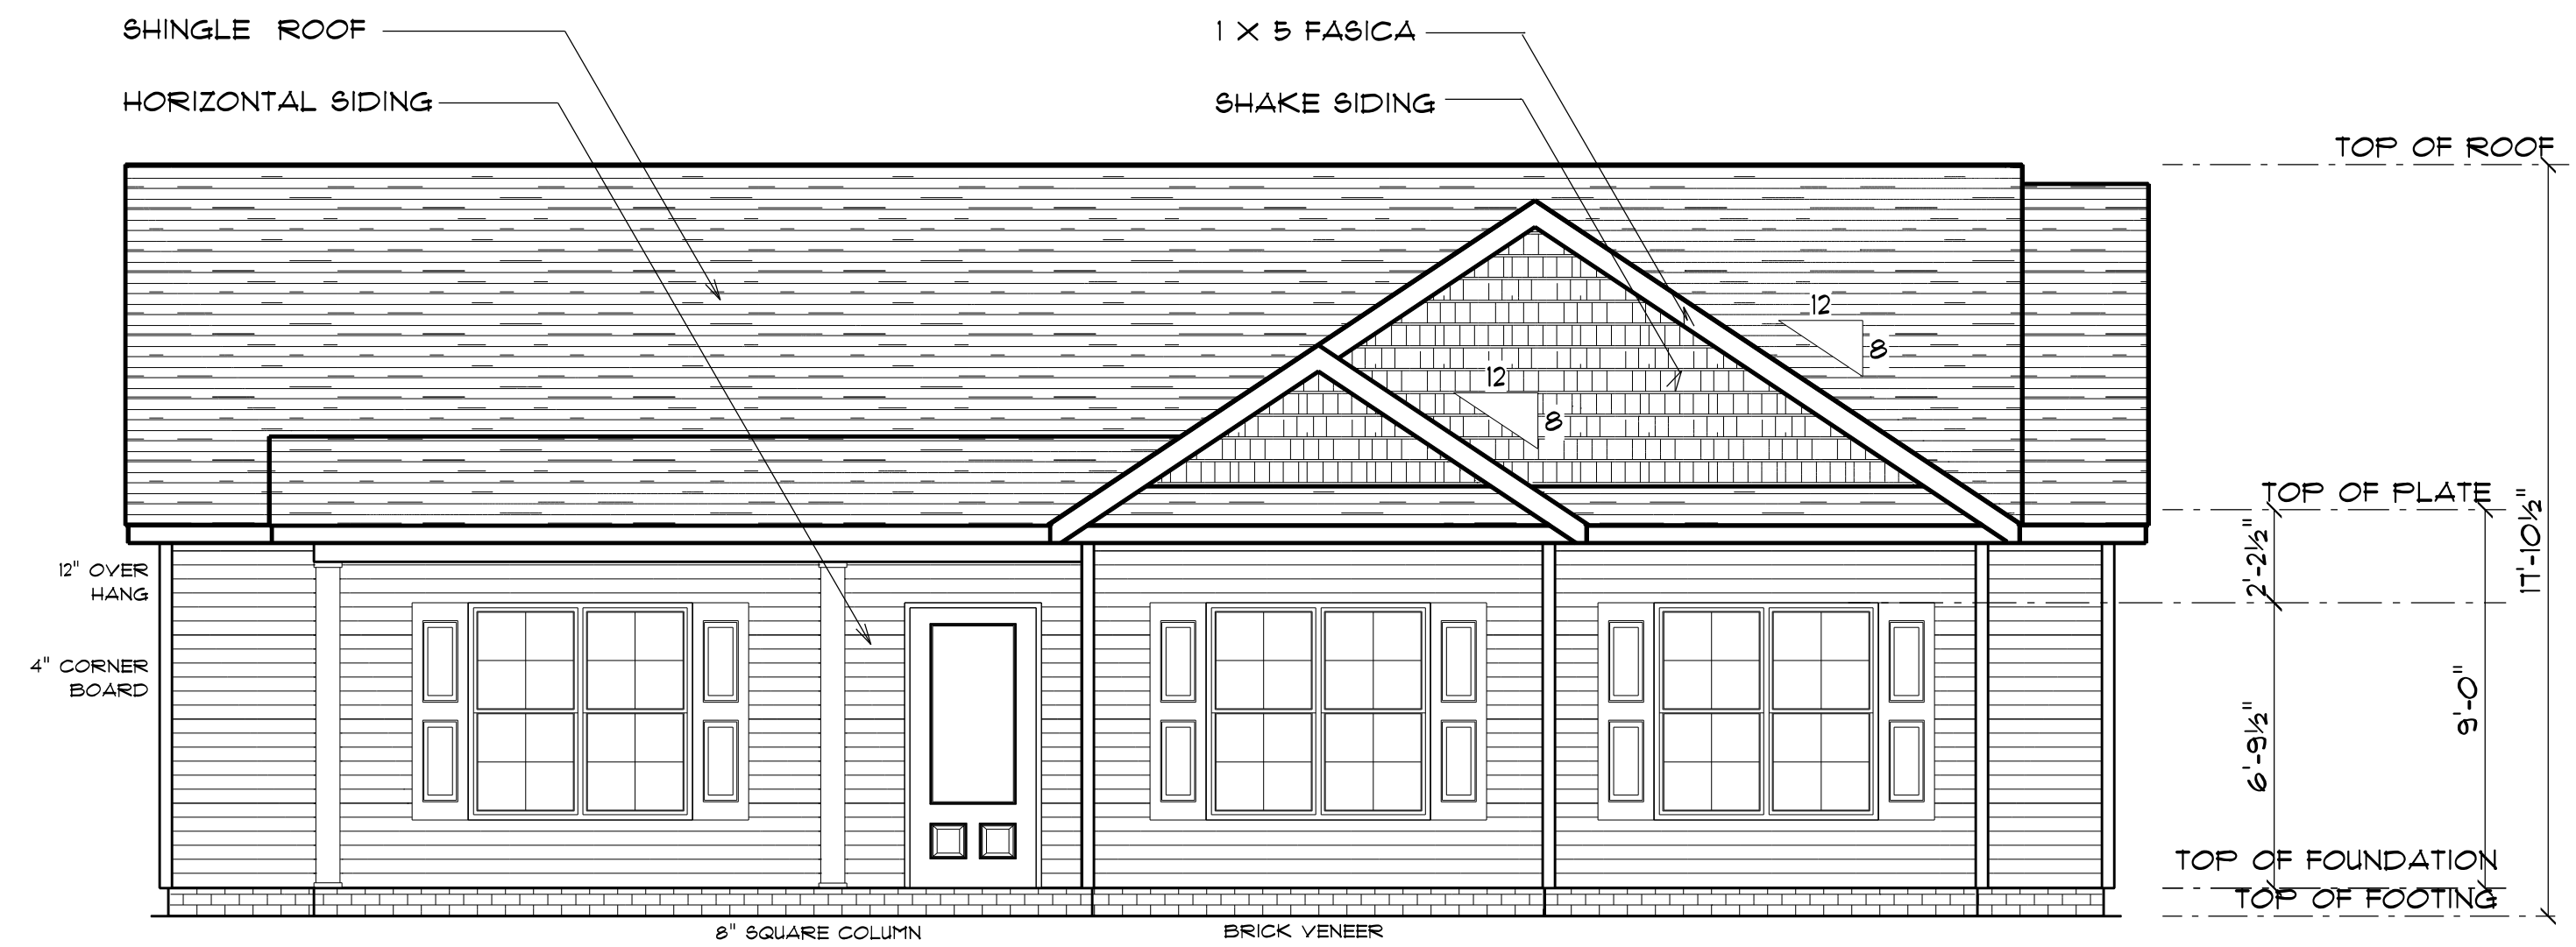 SHINGLE ROOF
1 X 5 FASICA
HORIZONTAL SIDING
SHAKE SIDING
TOP OF ROOF
12
8
12
8
TOP OF PLATE
2'-2½"
17'-10½"
12" OVER
HANG
4" CORNER
BOARD
6'-9½"
9'-0"
TOP OF FOUNDATION
TOP OF FOOTING
8" SQUARE COLUMN
BRICK VENEER